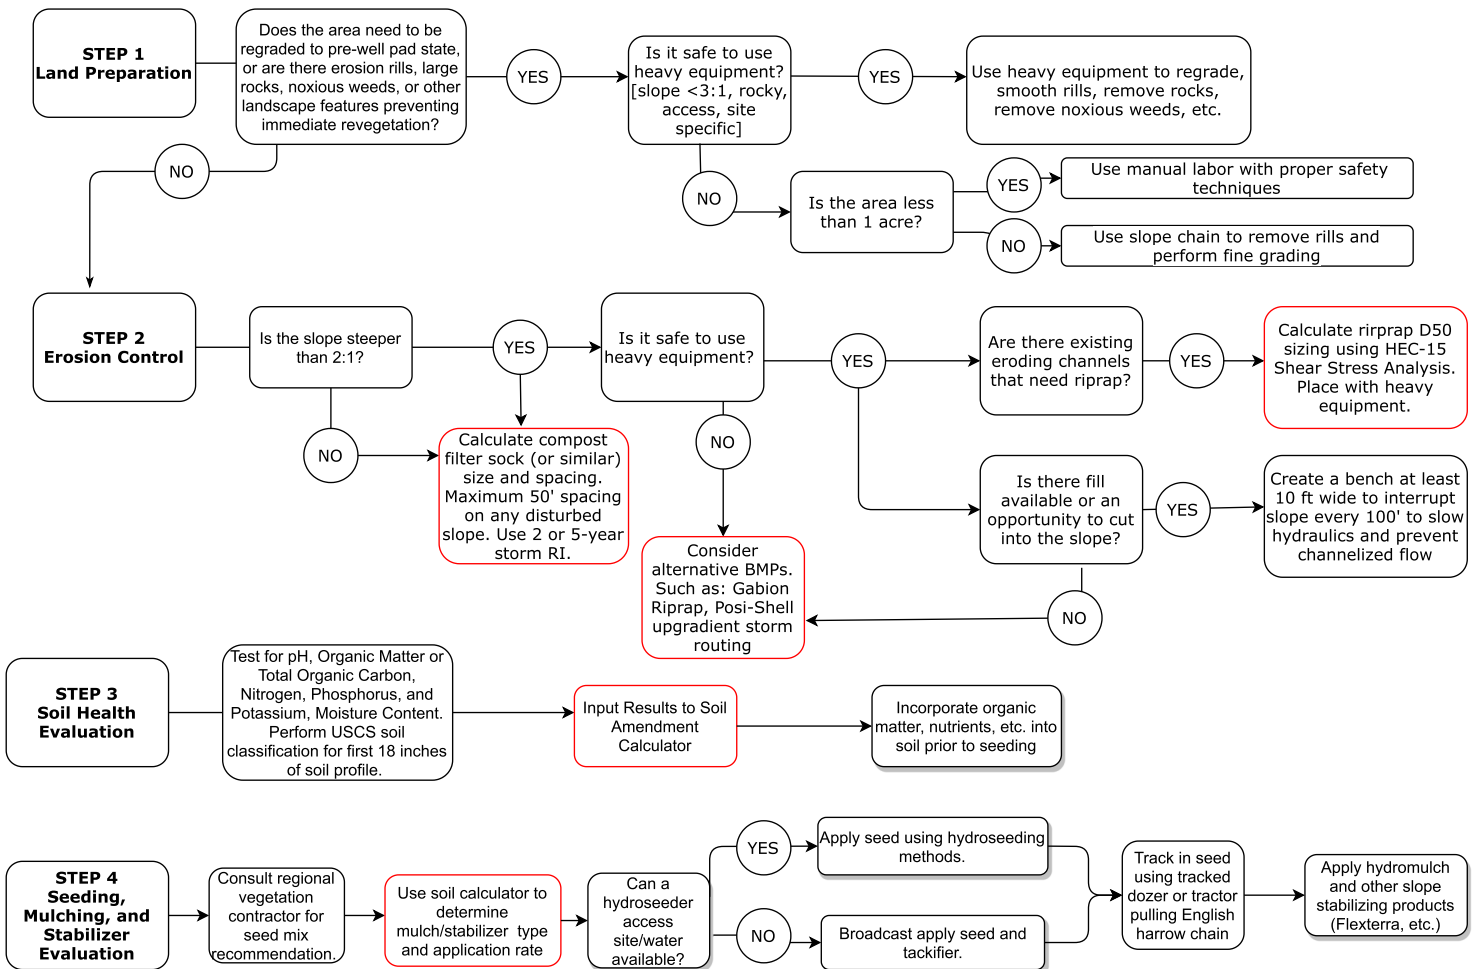 STEP 1
Land Preparation
Does the area need to be
regraded to pre-well pad state,
or are there erosion rills, large
rocks, noxious weeds, or other
landscape features preventing
immediate revegetation?
YES
Is it safe to use
heavy equipment?
[slope <3:1, rocky,
access, site
specific]
YES
Use heavy equipment to regrade,
smooth rills, remove rocks,
remove noxious weeds, etc.
NO
NO
Is the area less
than 1 acre?
YES
Use manual labor with proper safety
techniques
NO
Use slope chain to remove rills and
perform fine grading
STEP 2
Erosion Control
Is the slope steeper
than 2:1?
YES
Is it safe to use
heavy equipment?
YES
Are there existing
eroding channels
that need riprap?
YES
Calculate rirprap D50
sizing using HEC-15
Shear Stress Analysis.
Place with heavy
equipment.
NO
Calculate compost
filter sock (or similar)
size and spacing.
Maximum 50' spacing
on any disturbed
slope. Use 2 or 5-year
storm RI.
NO
Consider
alternative BMPs.
Such as: Gabion
Riprap, Posi-Shell
upgradient storm
routing
Is there fill
available or an
opportunity to cut
into the slope?
YES
Create a bench at least
10 ft wide to interrupt
slope every 100' to slow
hydraulics and prevent
channelized flow
NO
STEP 3
Soil Health
Evaluation
Test for pH, Organic Matter or
Total Organic Carbon,
Nitrogen, Phosphorus, and
Potassium, Moisture Content.
Perform USCS soil
classification for first 18 inches
of soil profile.
Input Results to Soil
Amendment
Calculator
Incorporate organic
matter, nutrients, etc. into
soil prior to seeding
STEP 4
Seeding,
Mulching, and
Stabilizer
Evaluation
Consult regional
vegetation
contractor for
seed mix
recommendation.
Use soil calculator to
determine
mulch/stabilizer type
and application rate
Can a
hydroseeder
access
site/water
available?
YES
Apply seed using hydroseeding
methods.
NO
Broadcast apply seed and
tackifier.
Track in seed
using tracked
dozer or tractor
pulling English
harrow chain
Apply hydromulch
and other slope
stabilizing products
(Flexterra, etc.)